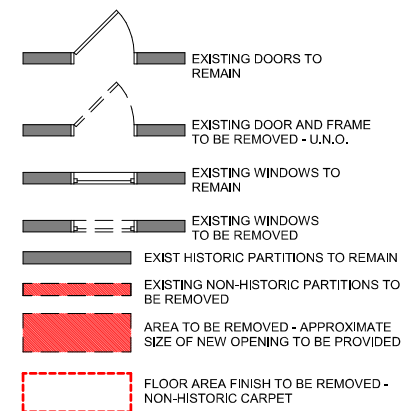 EXISTING DOORS TO
REMAIN
EXISTING DOOR AND FRAME
TO BE REMOVED - U.N.O.
EXISTING WINDOWS TO
REMAIN
EXISTING WINDOWS
TO BE REMOVED
EXIST HISTORIC PARTITIONS TO REMAIN
EXISTING NON-HISTORIC PARTITIONS TO
BE REMOVED
AREA TO BE REMOVED - APPROXIMATE
SIZE OF NEW OPENING TO BE PROVIDED
FLOOR AREA FINISH TO BE REMOVED -
NON-HISTORIC CARPET